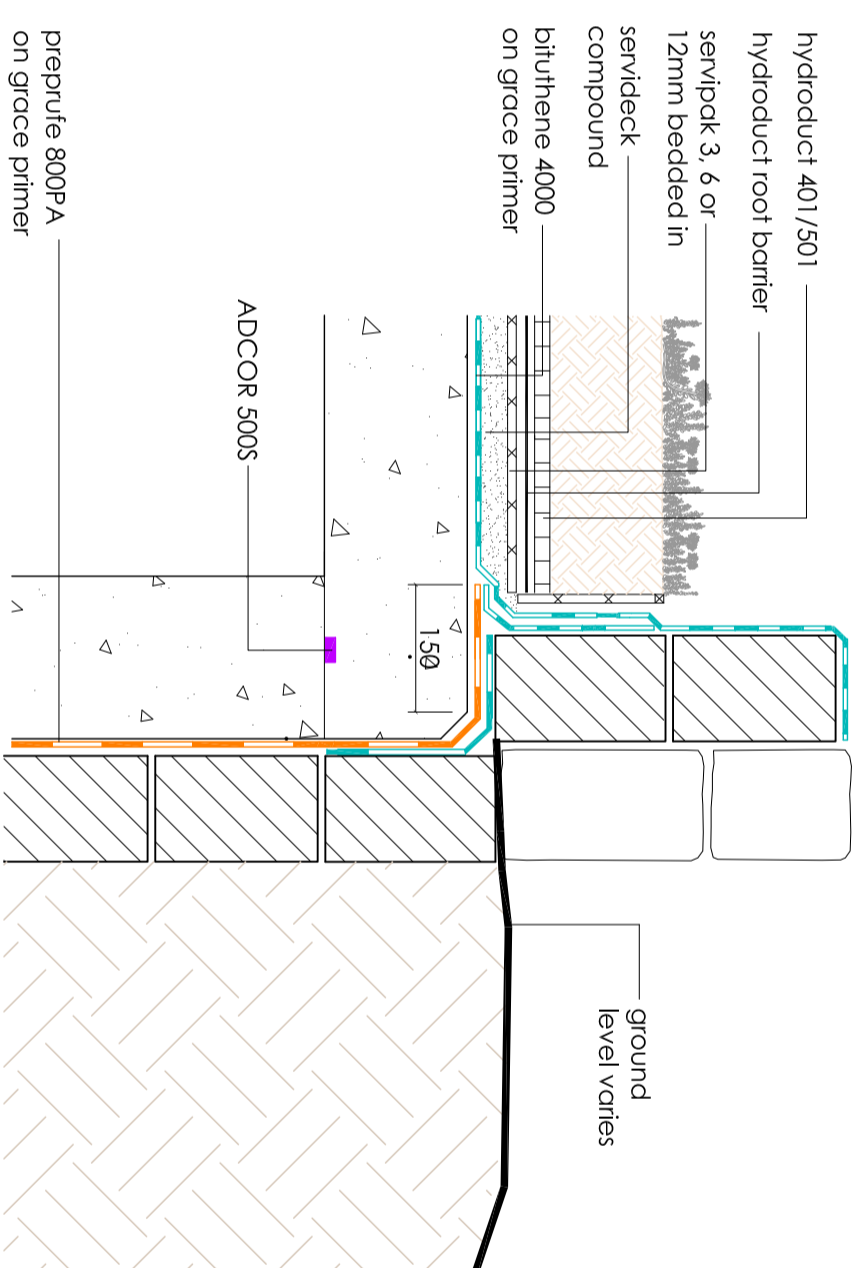 hydroduct 401/501
hydroduct root barrier
servipak 3, 6 or
12mm bedded in
servideck
compound
bituthene 4000
on grace primer
ADCOR 500S
preprufe 800PA
on grace primer
150
ground
level varies